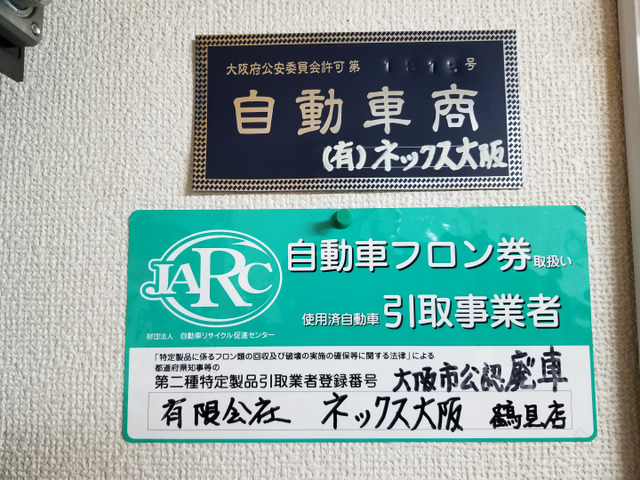 大阪府公安委員会許可 第 号
自動車商
(有)ネックス大阪
JARC
自動車フロン券取扱い
使用済自動車 引取事業者
財団法人 自動車リサイクル促進センター
「特定製品に係るフロン類の回収及び破壊の実施の確保等に関する法律」による
都道府県知事等の
第二種特定製品引取業者登録番号 大阪市公認廃車
有限会社 ネックス大阪 鶴見店